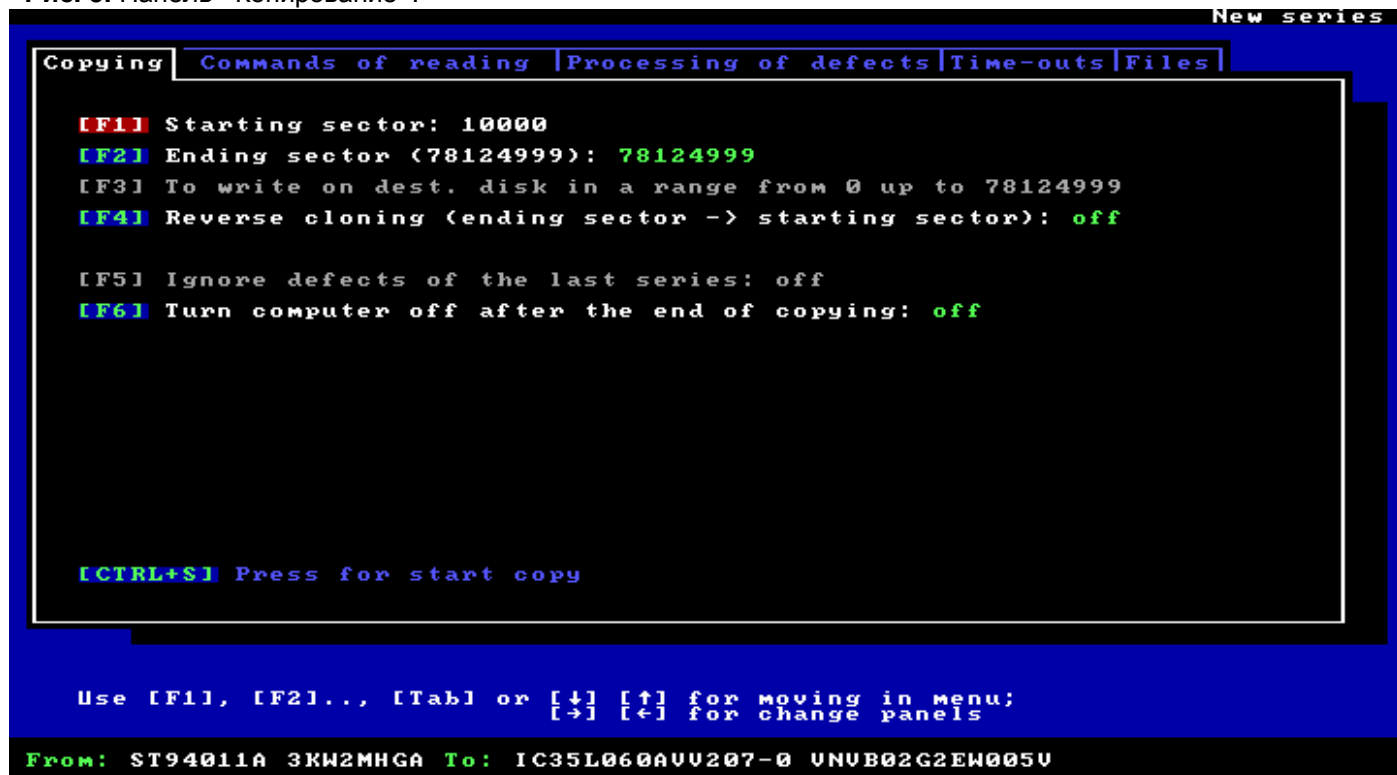 Рис. 6. Панель "Копирование".
New series
Copying Commands of reading Processing of defects Time-outs Files
[F1] Starting sector: 10000
[F2] Ending sector (78124999): 78124999
[F3] To write on dest. disk in a range from 0 up to 78124999
[F4] Reverse cloning (ending sector -> starting sector): off
[F5] Ignore defects of the last series: off
[F6] Turn computer off after the end of copying: off
[CTRL+S] Press for start copy
Use [F1], [F2].., [Tab] or [↓] [↑] for moving in menu;
[→] [←] for change panels
From: ST94011A 3KW2MHGA To: IC35L060AVV207-0 VNVB02G2EW005V